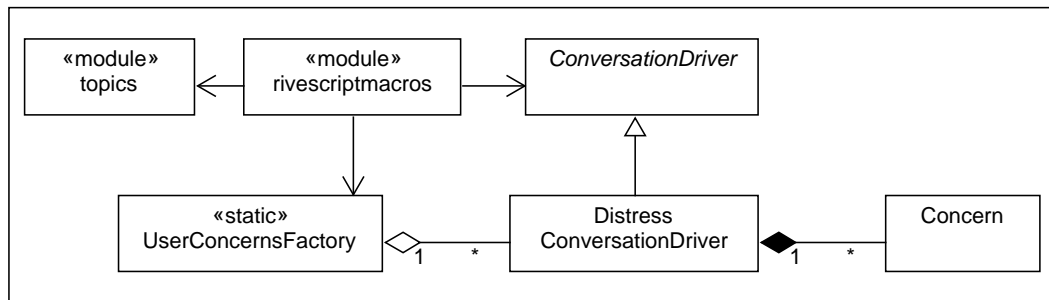 «module»
topics
«module»
rivescriptmacros
ConversationDriver
«static»
UserConcernsFactory
1
*
Distress
ConversationDriver
1
*
Concern